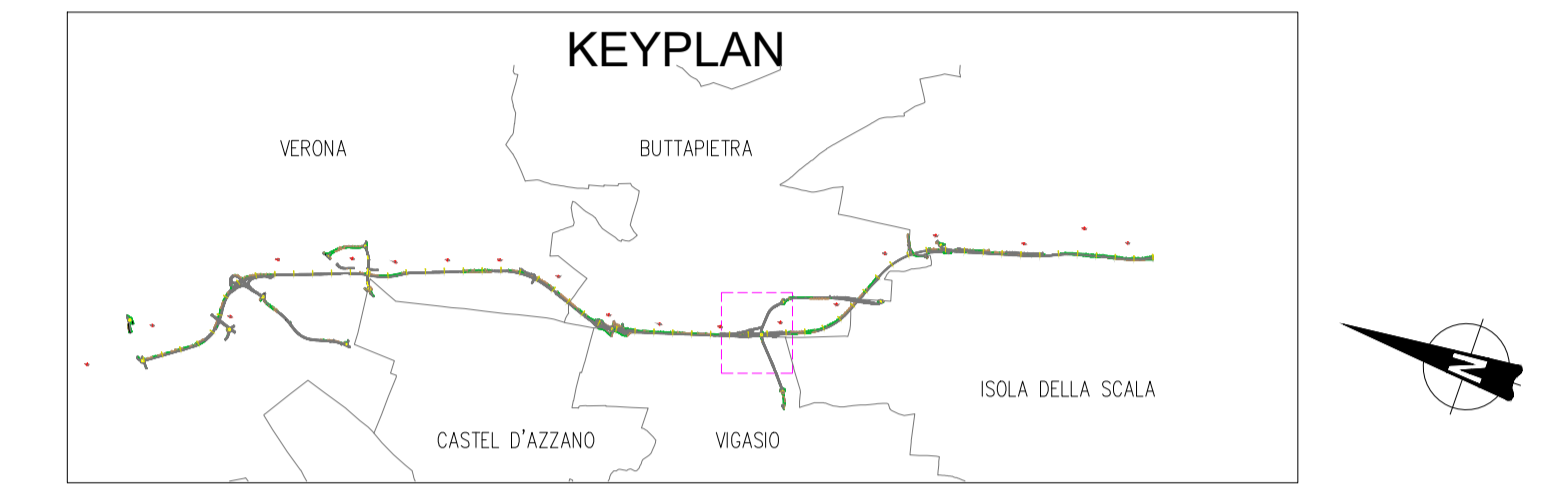 KEYPLAN
VERONA
BUTTAPIETRA
ISOLA DELLA SCALA
CASTEL D'AZZANO
VIGASIO
N